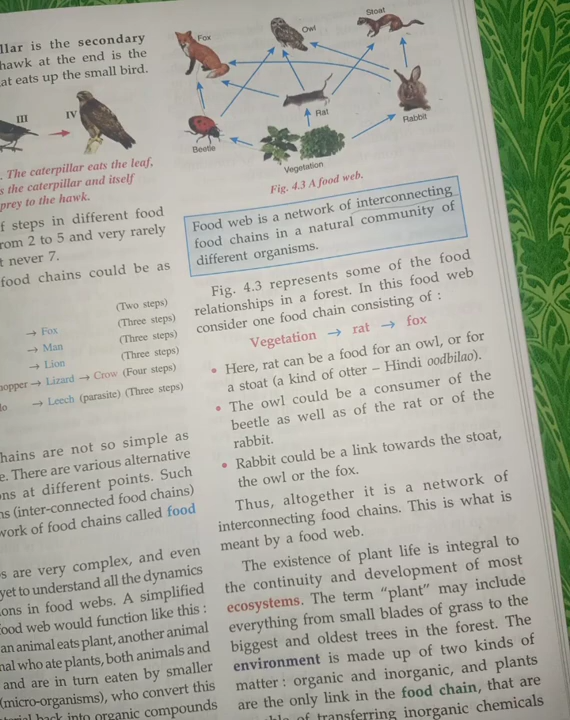 llar is the secondary
hawk at the end is the
at eats up the small bird.
III
IV
. The caterpillar eats the leaf,
s the caterpillar and itself
prey to the hawk.
f steps in different food
rom 2 to 5 and very rarely
t never 7.
food chains could be as
(Two steps)
→ Fox (Three steps)
→ Man (Three steps)
→ Lion (Three steps)
hopper → Lizard → Crow (Four steps)
lo → Leech (parasite) (Three steps)
hains are not so simple as
e. There are various alternative
ons at different points. Such
ns (inter-connected food chains)
work of food chains called food
s are very complex, and even
yet to understand all the dynamics
ions in food webs. A simplified
food web would function like this :
an animal eats plant, another animal
nal who ate plants, both animals and
and are in turn eaten by smaller
(micro-organisms), who convert this
back into organic compounds
Fox
Owl
Stoat
Rat
Rabbit
Beetle
Vegetation
Fig. 4.3 A food web.
Food web is a network of interconnecting
food chains in a natural community of
different organisms.
Fig. 4.3 represents some of the food
relationships in a forest. In this food web
consider one food chain consisting of :
Vegetation → rat → fox
• Here, rat can be a food for an owl, or for
a stoat (a kind of otter – Hindi oodbilao).
• The owl could be a consumer of the
beetle as well as of the rat or of the
rabbit.
• Rabbit could be a link towards the stoat,
the owl or the fox.
Thus, altogether it is a network of
interconnecting food chains. This is what is
meant by a food web.
The existence of plant life is integral to
the continuity and development of most
ecosystems. The term "plant" may include
everything from small blades of grass to the
biggest and oldest trees in the forest. The
environment is made up of two kinds of
matter : organic and inorganic, and plants
are the only link in the food chain, that are
of transferring inorganic chemicals